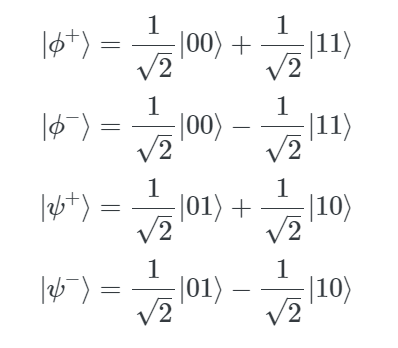 |ϕ⁺⟩ = 1/√2 |00⟩ + 1/√2 |11⟩
|ϕ⁻⟩ = 1/√2 |00⟩ − 1/√2 |11⟩
|ψ⁺⟩ = 1/√2 |01⟩ + 1/√2 |10⟩
|ψ⁻⟩ = 1/√2 |01⟩ − 1/√2 |10⟩